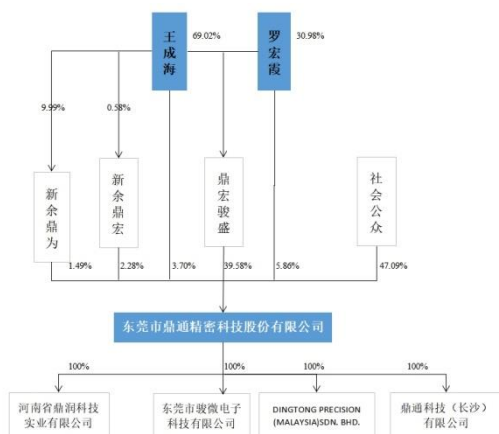 王成海
69.02%
罗宏霞
30.98%
9.99%
0.58%
新余鼎为
新余鼎宏
鼎宏骏盛
社会公众
1.49%
2.28%
3.70%
39.58%
5.86%
47.09%
东莞市鼎通精密科技股份有限公司
100%
100%
100%
100%
河南省鼎润科技
实业有限公司
东莞市骏微电子
科技有限公司
DINGTONG PRECISION
(MALAYSIA)SDN. BHD.
鼎通科技（长沙）
有限公司